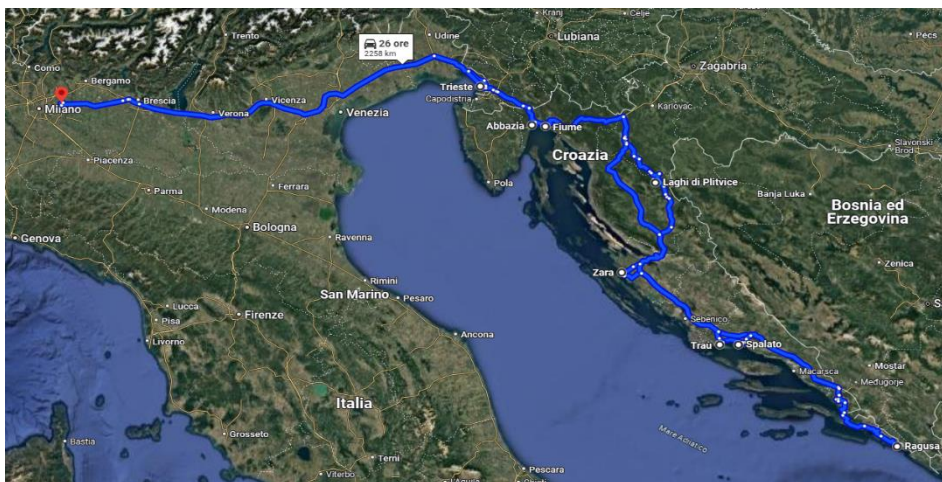 Kranj
Celje
Pécs
Trento
Udine
Lubiana
26 ore
2258 km
Zagabria
Como
Bergamo
Trieste
Capodistria
Karlovac
Brescia
Vicenza
Milano
Verona
Venezia
Abbazia
Fiume
Slavonski
Brod
Croazia
Piacenza
Laghi di Plitvice
Pola
Banja Luka
Parma
Ferrara
Bosnia ed
Erzegovina
Modena
Genova
Bologna
Ravenna
Zenica
Zara
Rimini
San Marino
Pesaro
Lucca
Pisa
Firenze
Sebenico
Livorno
Ancona
Trau
Spalato
Macarsca
Mostar
Međugorje
Italia
Mare Adriatico
Bastia
Grosseto
Ragusa
Terni
Viterbo
Pescara